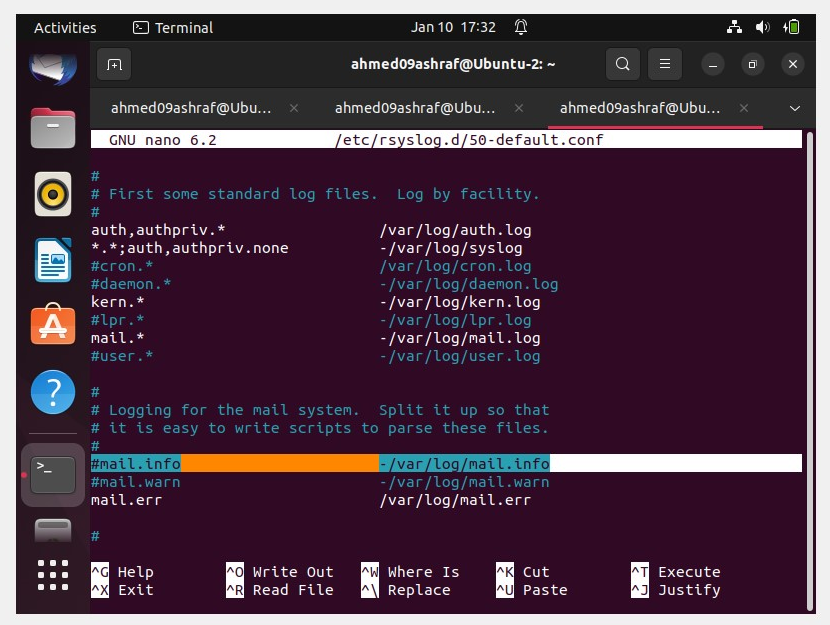 Activities
Terminal
Jan 10 17:32
ahmed09ashraf@Ubuntu-2: ~
ahmed09ashraf@Ubu...
ahmed09ashraf@Ubu...
ahmed09ashraf@Ubu...
GNU nano 6.2 /etc/rsyslog.d/50-default.conf
#
# First some standard log files.  Log by facility.
#
auth,authpriv.* /var/log/auth.log
*.*;auth,authpriv.none -/var/log/syslog
#cron.* /var/log/cron.log
#daemon.* -/var/log/daemon.log
kern.* -/var/log/kern.log
#lpr.* -/var/log/lpr.log
mail.* -/var/log/mail.log
#user.* -/var/log/user.log
#
# Logging for the mail system.  Split it up so that
# it is easy to write scripts to parse these files.
#
#mail.info -/var/log/mail.info
#mail.warn -/var/log/mail.warn
mail.err /var/log/mail.err
#
^G Help ^O Write Out ^W Where Is ^K Cut ^T Execute
^X Exit ^R Read File ^\ Replace ^U Paste ^J Justify